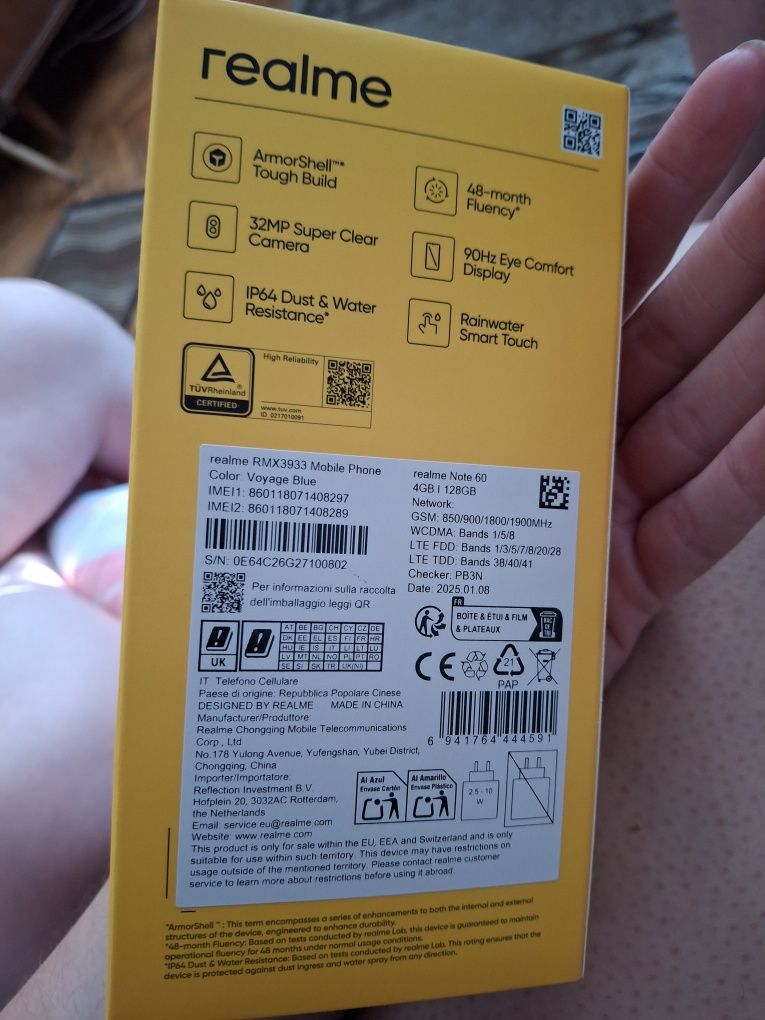 realme
ArmorShell™*
Tough Build
48-month
Fluency*
32MP Super Clear
Camera
90Hz Eye Comfort
Display
IP64 Dust & Water
Resistance*
Rainwater
Smart Touch
TÜVRheinland®
CERTIFIED
High Reliability
www.tuv.com
ID 0217010091
realme RMX3933 Mobile Phone
Color: Voyage Blue
IMEI1: 860118071408297
IMEI2: 860118071408289
S/N: 0E64C26G27100802
Per informazioni sulla raccolta
dell'imballaggio leggi QR
realme Note 60
4GB I 128GB
Network:
GSM: 850/900/1800/1900MHz
WCDMA: Bands 1/5/8
LTE FDD: Bands 1/3/5/7/8/20/28
LTE TDD: Bands 38/40/41
Checker: PB3N
Date: 2025.01.08
FR
BOÎTE & ÉTUI & FILM
& PLATEAUX
BAC
DE
TRI
UK
AT BE BG CH CY CZ DE
DK EE EL ES FI FR HR
HU IE IS IT LI LT LU
LV MT NL NO PL PT RO
SE SI SK TR UK(NI)
CE
21
PAP
6 941764 444591
IT Telefono Cellulare
Paese di origine: Repubblica Popolare Cinese
DESIGNED BY REALME MADE IN CHINA
Manufacturer/Produttore:
Realme Chongqing Mobile Telecommunications
Corp., Ltd
No.178 Yulong Avenue, Yufengshan, Yubei District,
Chongqing, China
Importer/Importatore:
Reflection Investment B.V.
Hofplein 20, 3032AC Rotterdam,
the Netherlands
Email: service.eu@realme.com
Website: www.realme.com
Al Azul
Envase Cartón
Al Amarillo
Envase Plástico
2.5 - 10
W
This product is only for sale within the EU, EEA and Switzerland and is only
suitable for use within such territory. This device may have restrictions on
usage outside of the mentioned territory. Please contact realme customer
service to learn more about restrictions before using it abroad.
*ArmorShell™: This term encompasses a series of enhancements to both the internal and external
structures of the device, engineered to enhance durability.
*48-month Fluency: Based on tests conducted by realme Lab, this device is guaranteed to maintain
operational fluency for 48 months under normal usage conditions.
*IP64 Dust & Water Resistance: Based on tests conducted by realme Lab. This rating ensures that the
device is protected against dust ingress and water spray from any direction.